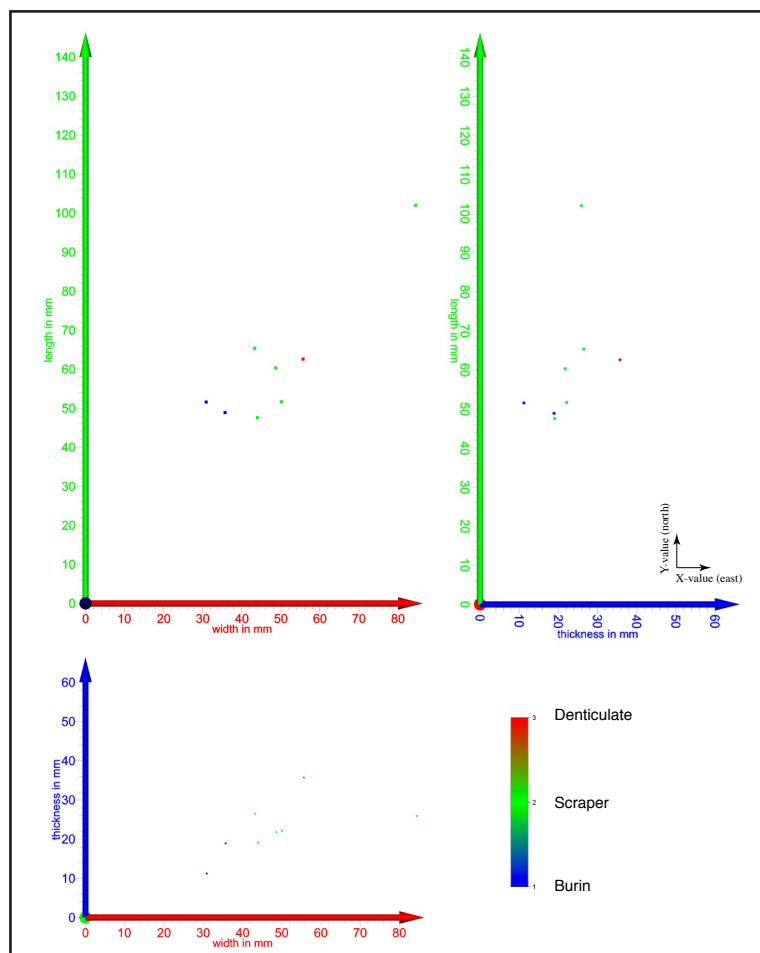 140
130
120
110
100
90
80
70
60
50
40
30
20
10
0
length in mm
0 10 20 30 40 50 60 70 80
width in mm
140
130
120
110
100
90
80
70
60
50
40
30
20
10
0
length in mm
0 10 20 30 40 50 60
thickness in mm
Y-value (north)
X-value (east)
60
50
40
30
20
10
0
thickness in mm
0 10 20 30 40 50 60 70 80
width in mm
3 Denticulate
2 Scraper
1 Burin